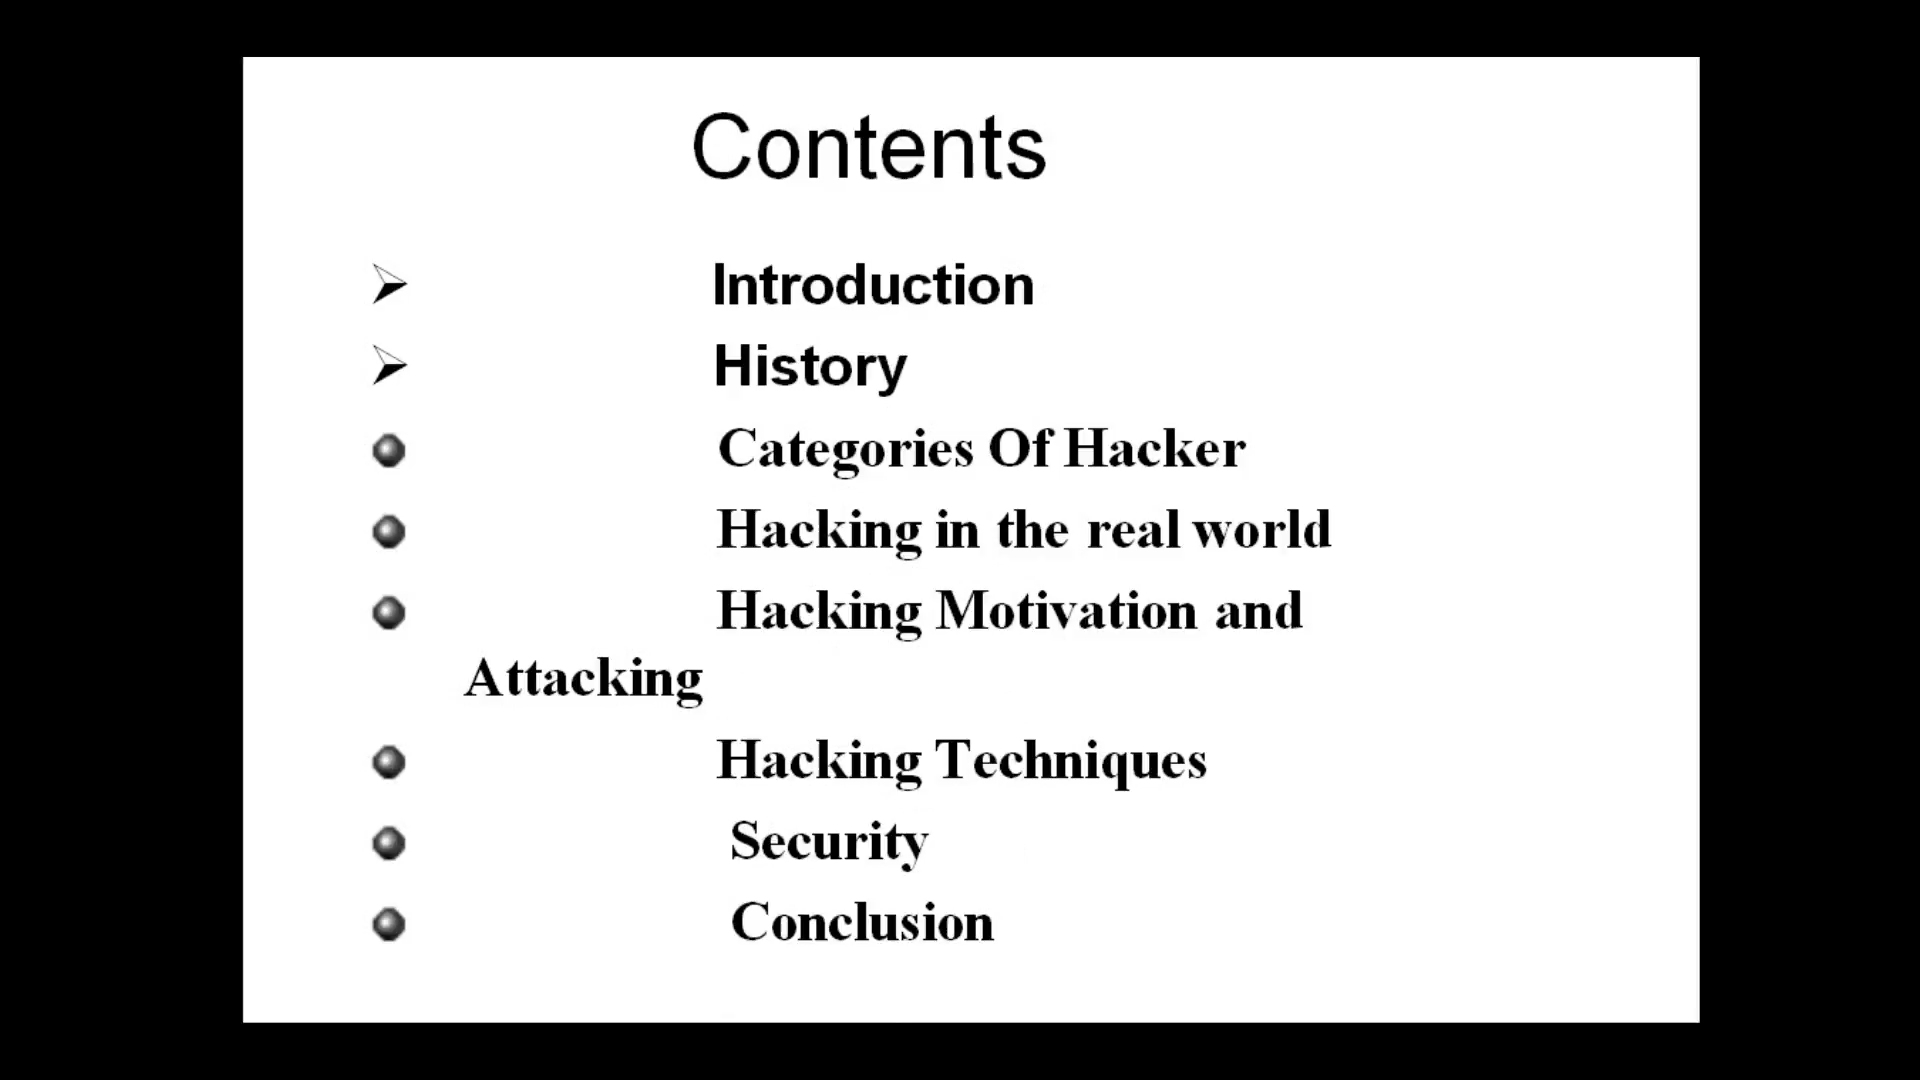 Contents
Introduction
History
Categories Of Hacker
Hacking in the real world
Hacking Motivation and
Attacking
Hacking Techniques
Security
Conclusion